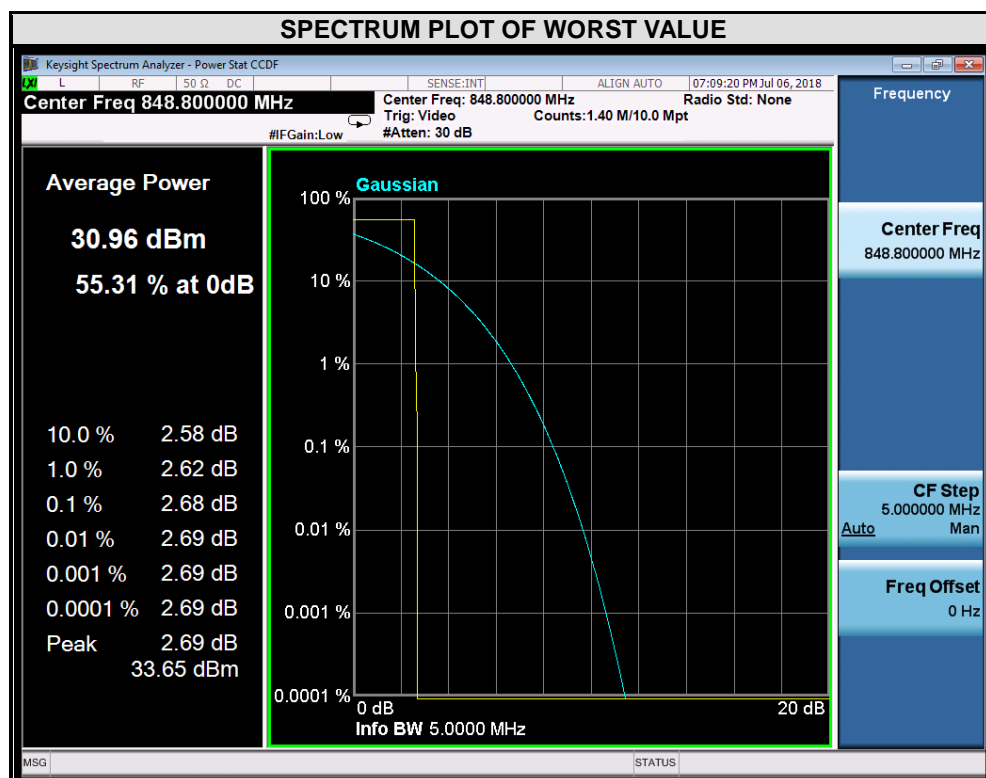 SPECTRUM PLOT OF WORST VALUE
Keysight Spectrum Analyzer - Power Stat CCDF
LXI L RF 50 Ω DC SENSE:INT ALIGN AUTO 07:09:20 PM Jul 06, 2018
Center Freq 848.800000 MHz
#IFGain:Low
Center Freq: 848.800000 MHz Radio Std: None
Trig: Video Counts:1.40 M/10.0 Mpt
#Atten: 30 dB
Average Power
30.96 dBm
55.31 % at 0dB
10.0 % 2.58 dB
1.0 % 2.62 dB
0.1 % 2.68 dB
0.01 % 2.69 dB
0.001 % 2.69 dB
0.0001 % 2.69 dB
Peak 2.69 dB
33.65 dBm
Gaussian
100 %
10 %
1 %
0.1 %
0.01 %
0.001 %
0.0001 %
0 dB 20 dB
Info BW 5.0000 MHz
Frequency
Center Freq
848.800000 MHz
CF Step
5.000000 MHz
Auto Man
Freq Offset
0 Hz
MSG STATUS